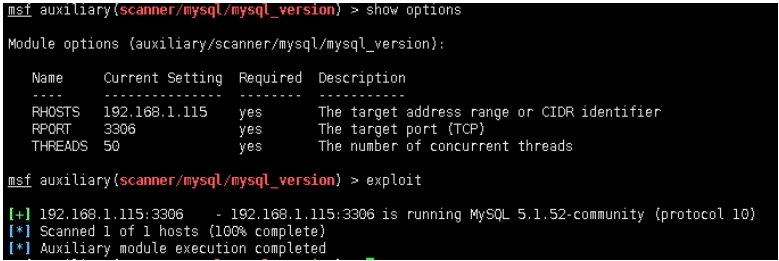 msf auxiliary(scanner/mysql/mysql_version) > show options
Module options (auxiliary/scanner/mysql/mysql_version):
Name Current Setting Required Description
---- --------------- -------- -----------
RHOSTS 192.168.1.115 yes The target address range or CIDR identifier
RPORT 3306 yes The target port (TCP)
THREADS 50 yes The number of concurrent threads
msf auxiliary(scanner/mysql/mysql_version) > exploit
[+] 192.168.1.115:3306 - 192.168.1.115:3306 is running MySQL 5.1.52-community (protocol 10)
[*] Scanned 1 of 1 hosts (100% complete)
[*] Auxiliary module execution completed